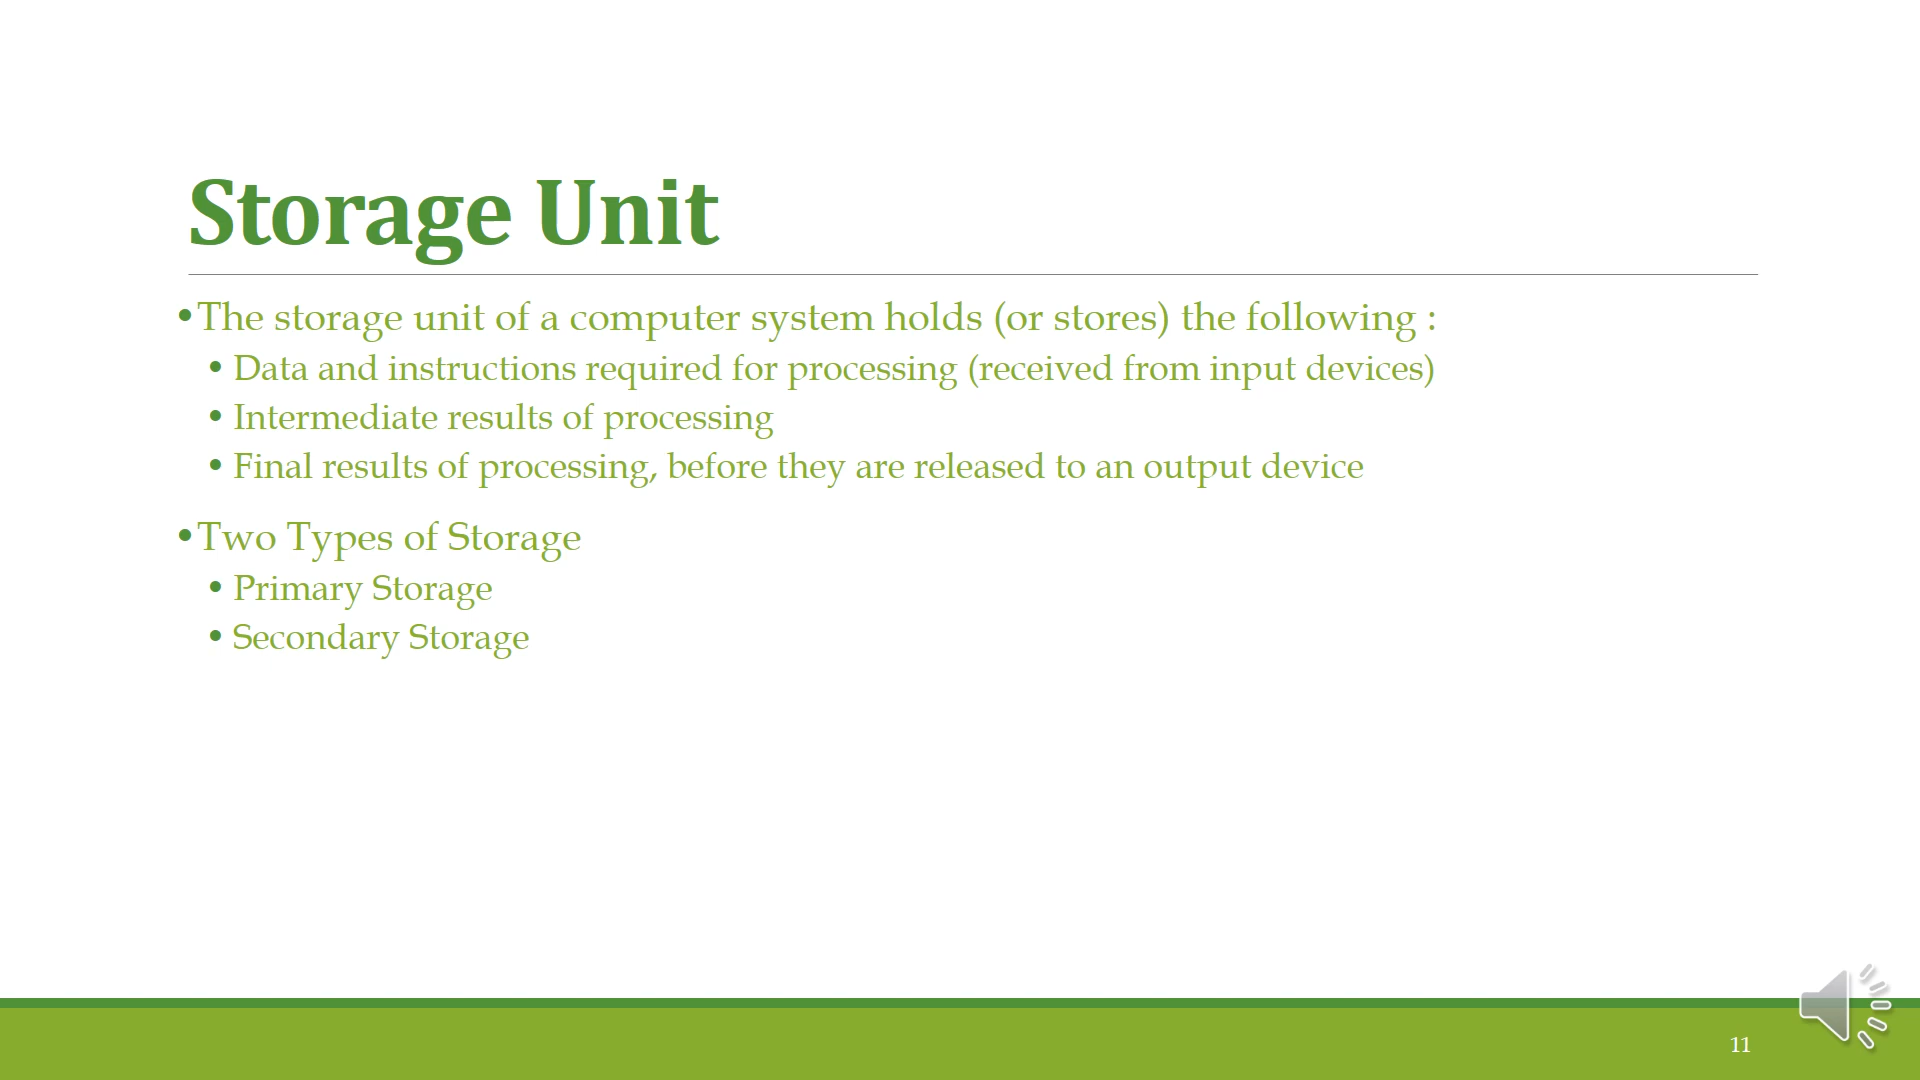 Storage Unit
•The storage unit of a computer system holds (or stores) the following :
• Data and instructions required for processing (received from input devices)
• Intermediate results of processing
• Final results of processing, before they are released to an output device
•Two Types of Storage
• Primary Storage
• Secondary Storage
11